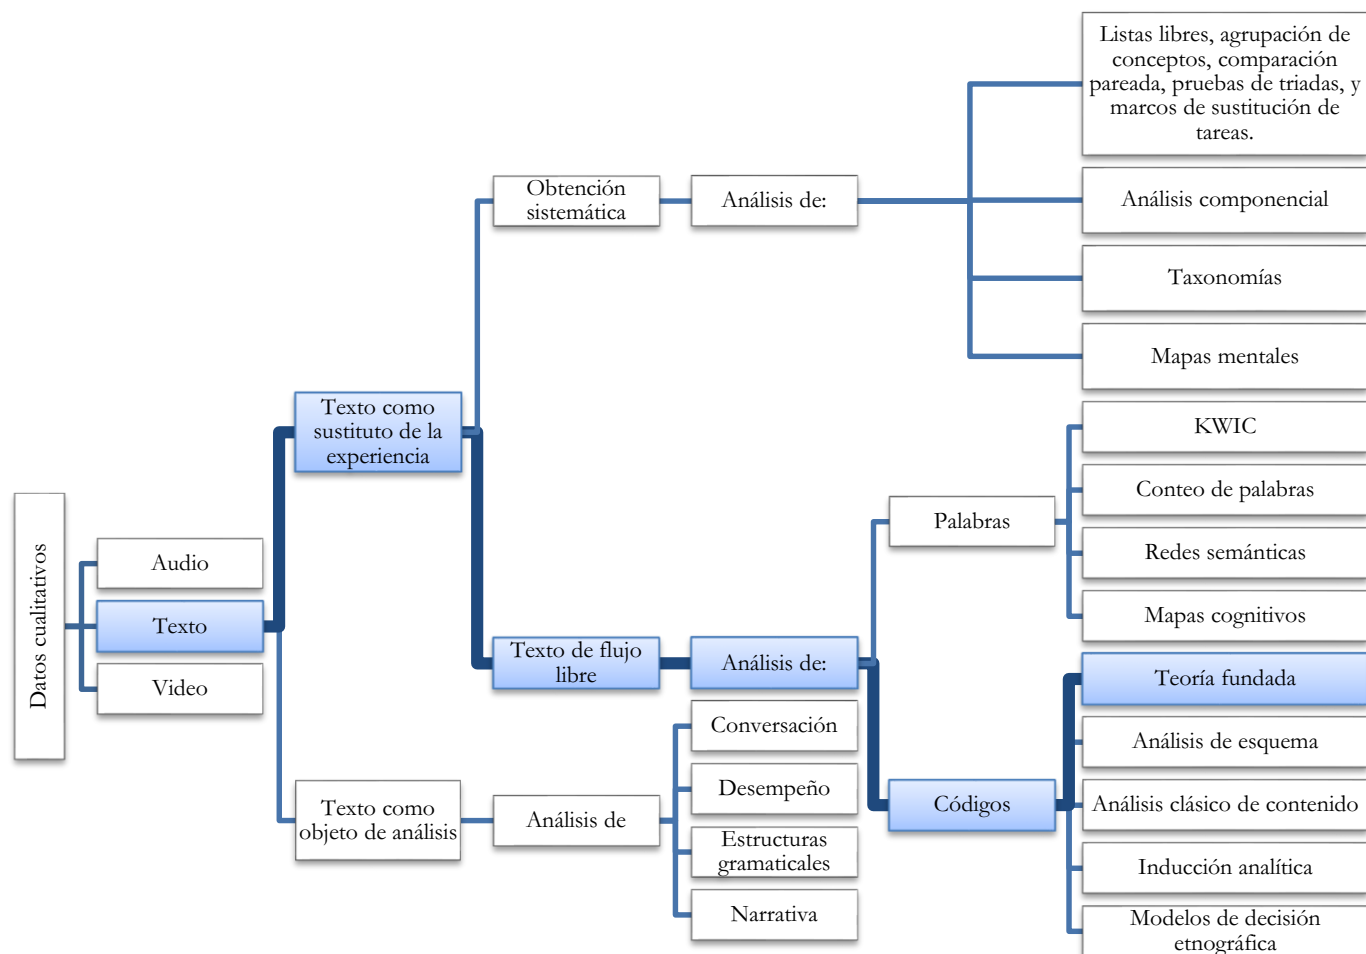 Datos cualitativos
Audio
Texto
Video
Texto como
sustituto de la
experiencia
Texto como
objeto de análisis
Obtención
sistemática
Análisis de:
Listas libres, agrupación de
conceptos, comparación
pareada, pruebas de triadas, y
marcos de sustitución de
tareas.
Análisis componencial
Taxonomías
Mapas mentales
Texto de flujo
libre
Análisis de:
Palabras
KWIC
Conteo de palabras
Redes semánticas
Mapas cognitivos
Códigos
Teoría fundada
Análisis de esquema
Análisis clásico de contenido
Inducción analítica
Modelos de decisión
etnográfica
Análisis de
Conversación
Desempeño
Estructuras
gramaticales
Narrativa